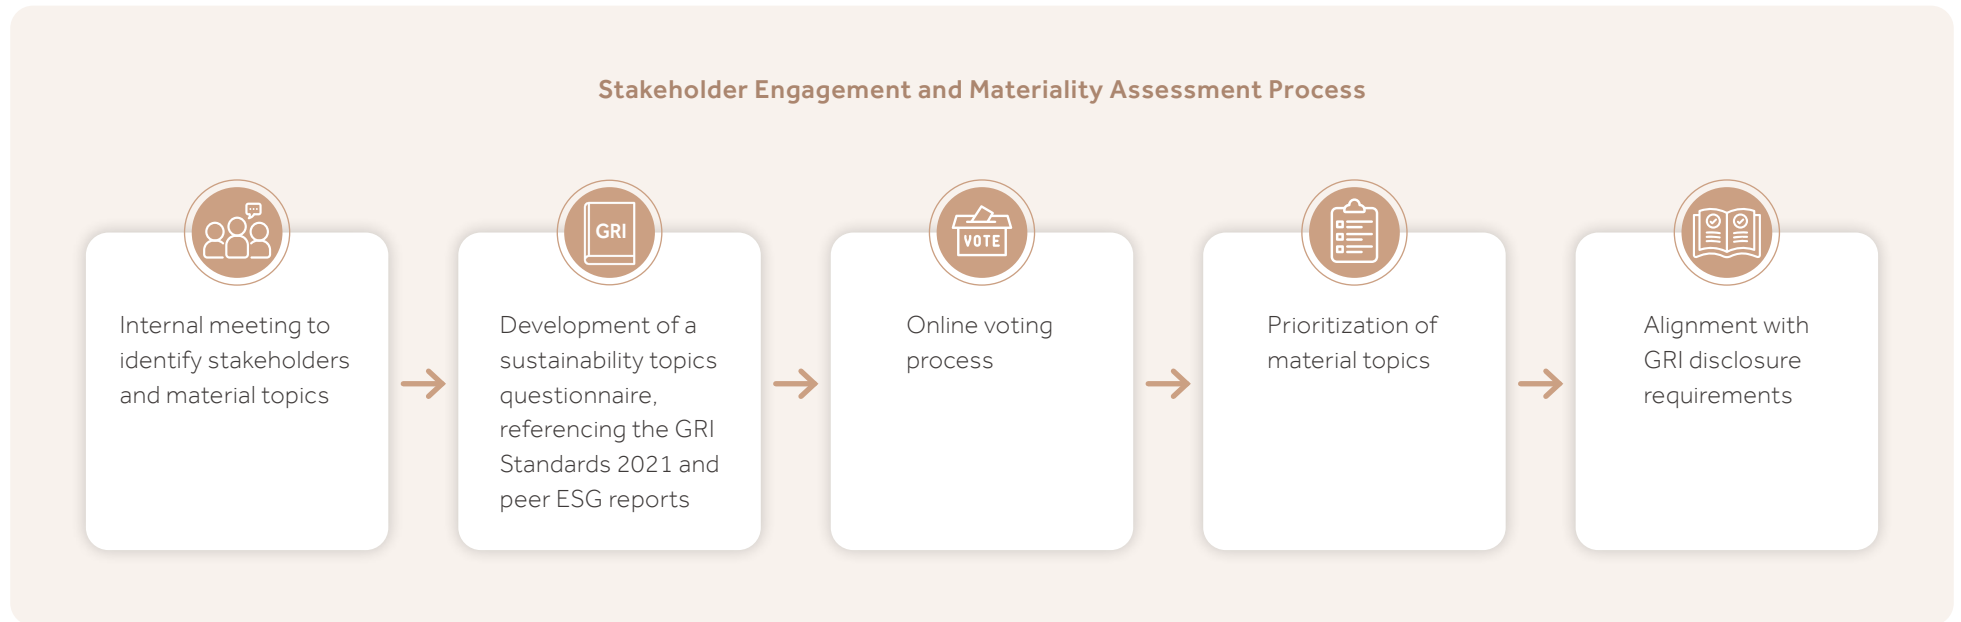 Stakeholder Engagement and Materiality Assessment Process
Internal meeting to
identify stakeholders
and material topics
GRI
Development of a
sustainability topics
questionnaire,
referencing the GRI
Standards 2021 and
peer ESG reports
VOTE
Online voting
process
Prioritization of
material topics
Alignment with
GRI disclosure
requirements